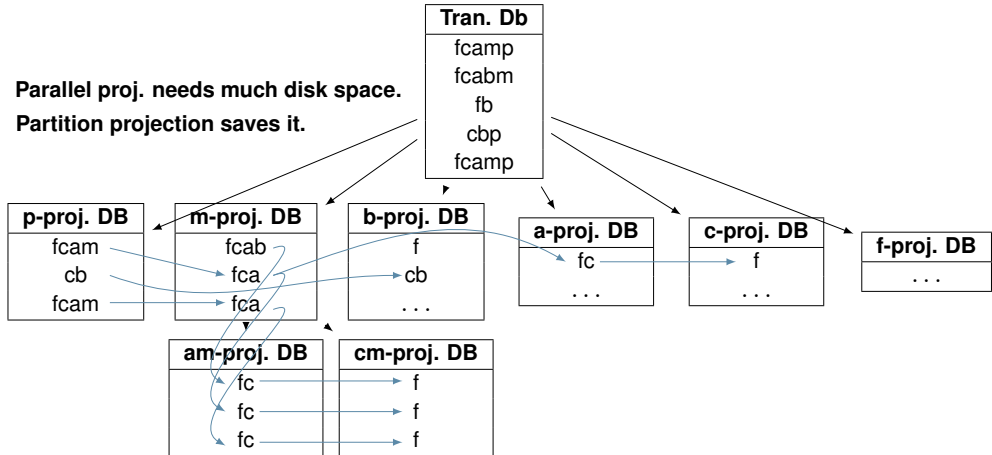 Tran. Db
fcamp
fcabm
fb
cbp
fcamp
Parallel proj. needs much disk space.
Partition projection saves it.
p-proj. DB
fcam
cb
fcam
m-proj. DB
fcab
fca
fca
b-proj. DB
f
cb
...
a-proj. DB
fc
...
c-proj. DB
f
...
f-proj. DB
...
am-proj. DB
fc
fc
fc
cm-proj. DB
f
f
f